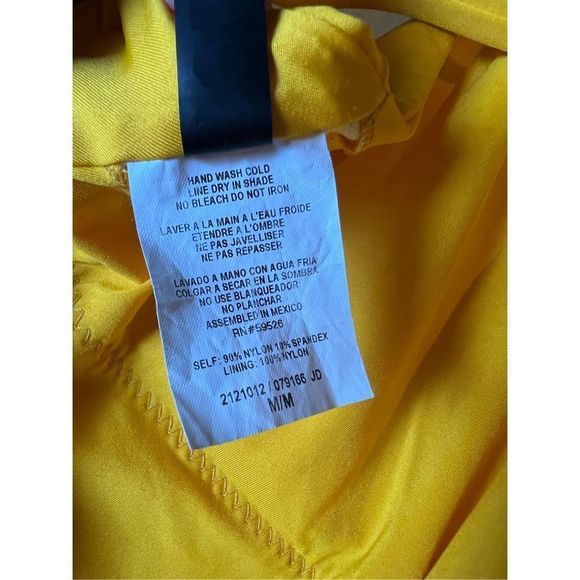 HAND WASH COLD
LINE DRY IN SHADE
NO BLEACH DO NOT IRON
LAVER A LA MAIN A L'EAU FROIDE
ETENDRE A L'OMBRE
NE PAS JAVELLISER
NE PAS REPASSER
LAVADO A MANO CON AGUA FRIA
COLGAR A SECAR EN LA SOMBRA
NO USE BLANQUEADOR
NO PLANCHAR
ASSEMBLED IN MEXICO
RN#59526
SELF: 90% NYLON 10% SPANDEX
LINING: 100% NYLON
2121012 / 079166 JD
M/M